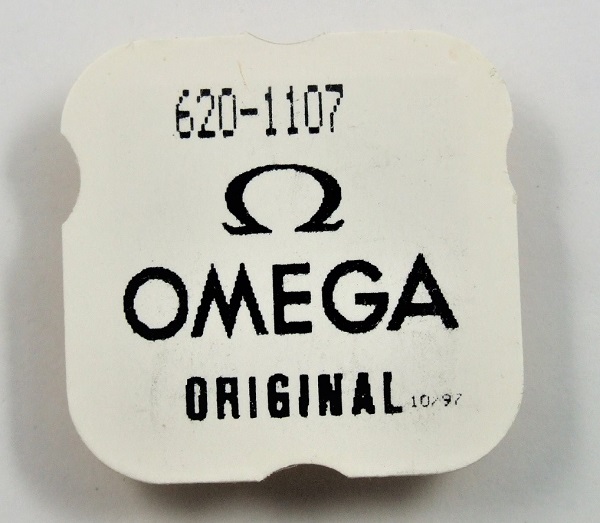 620-1107
Ω
OMEGA
ORIGINAL 10/97